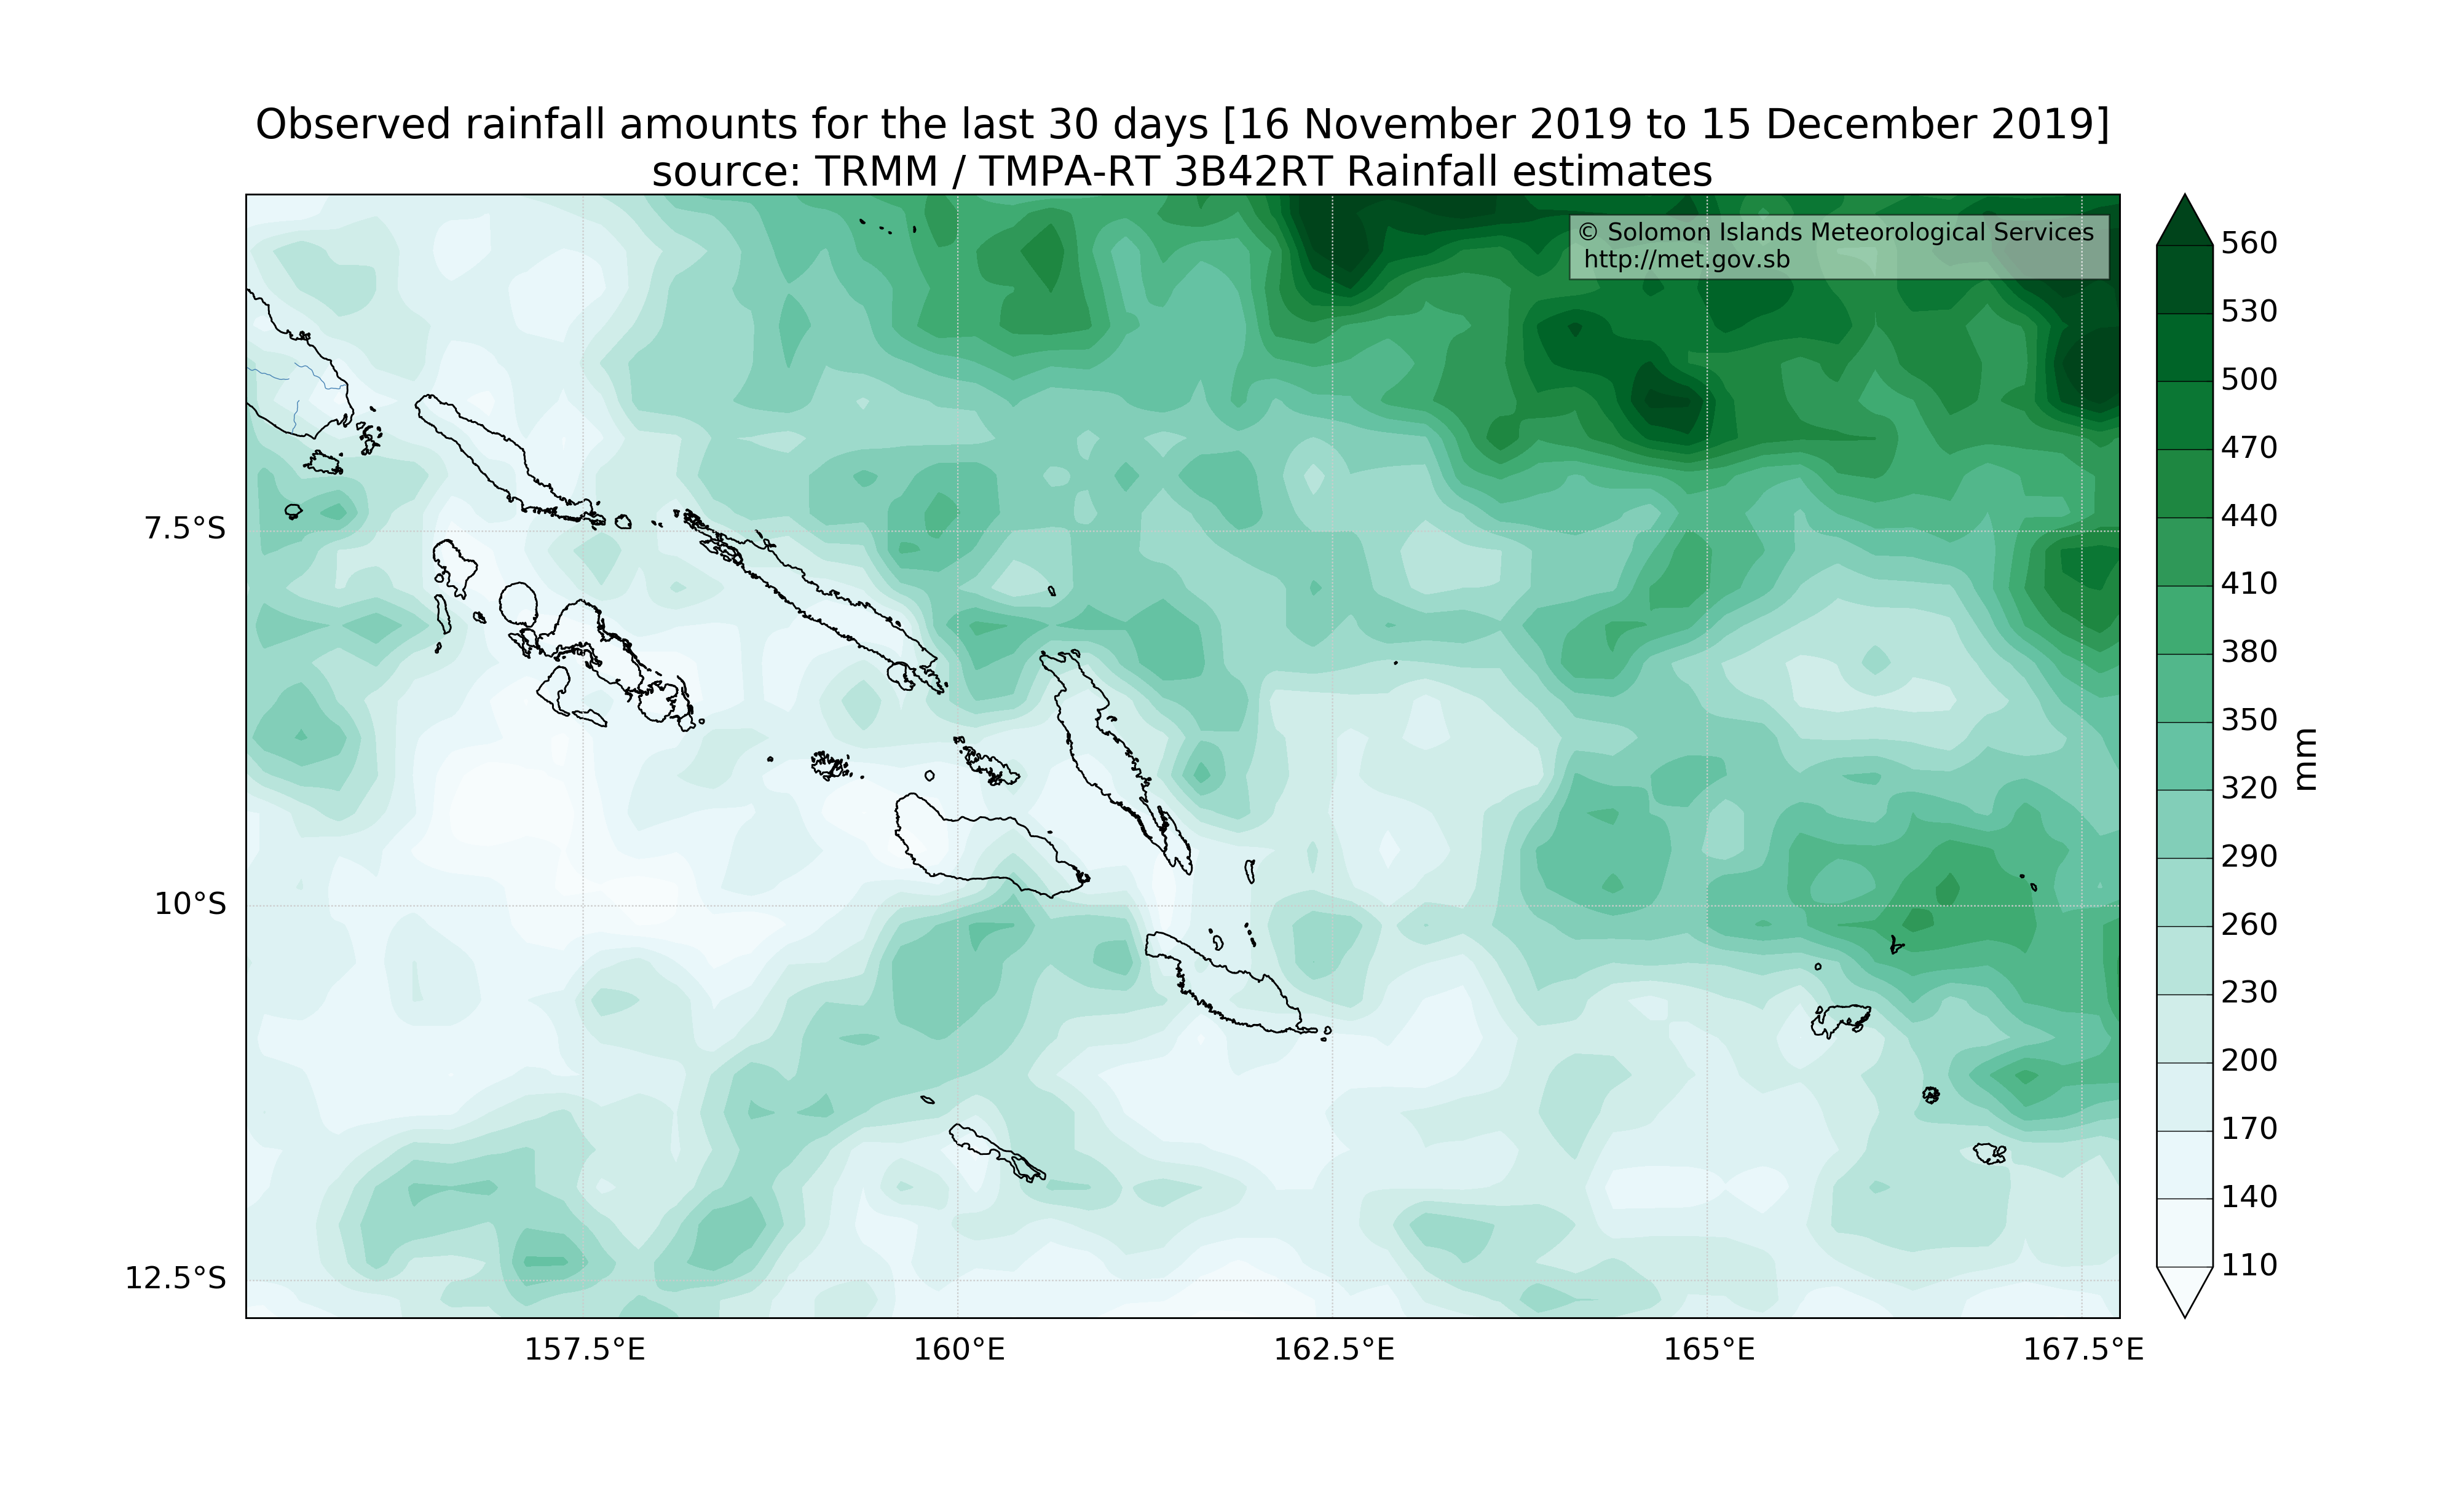 Observed rainfall amounts for the last 30 days [16 November 2019 to 15 December 2019]
source: TRMM / TMPA-RT 3B42RT Rainfall estimates
© Solomon Islands Meteorological Services
http://met.gov.sb
7.5°S
10°S
12.5°S
157.5°E
160°E
162.5°E
165°E
167.5°E
560
530
500
470
440
410
380
350
320
290
260
230
200
170
140
110
mm